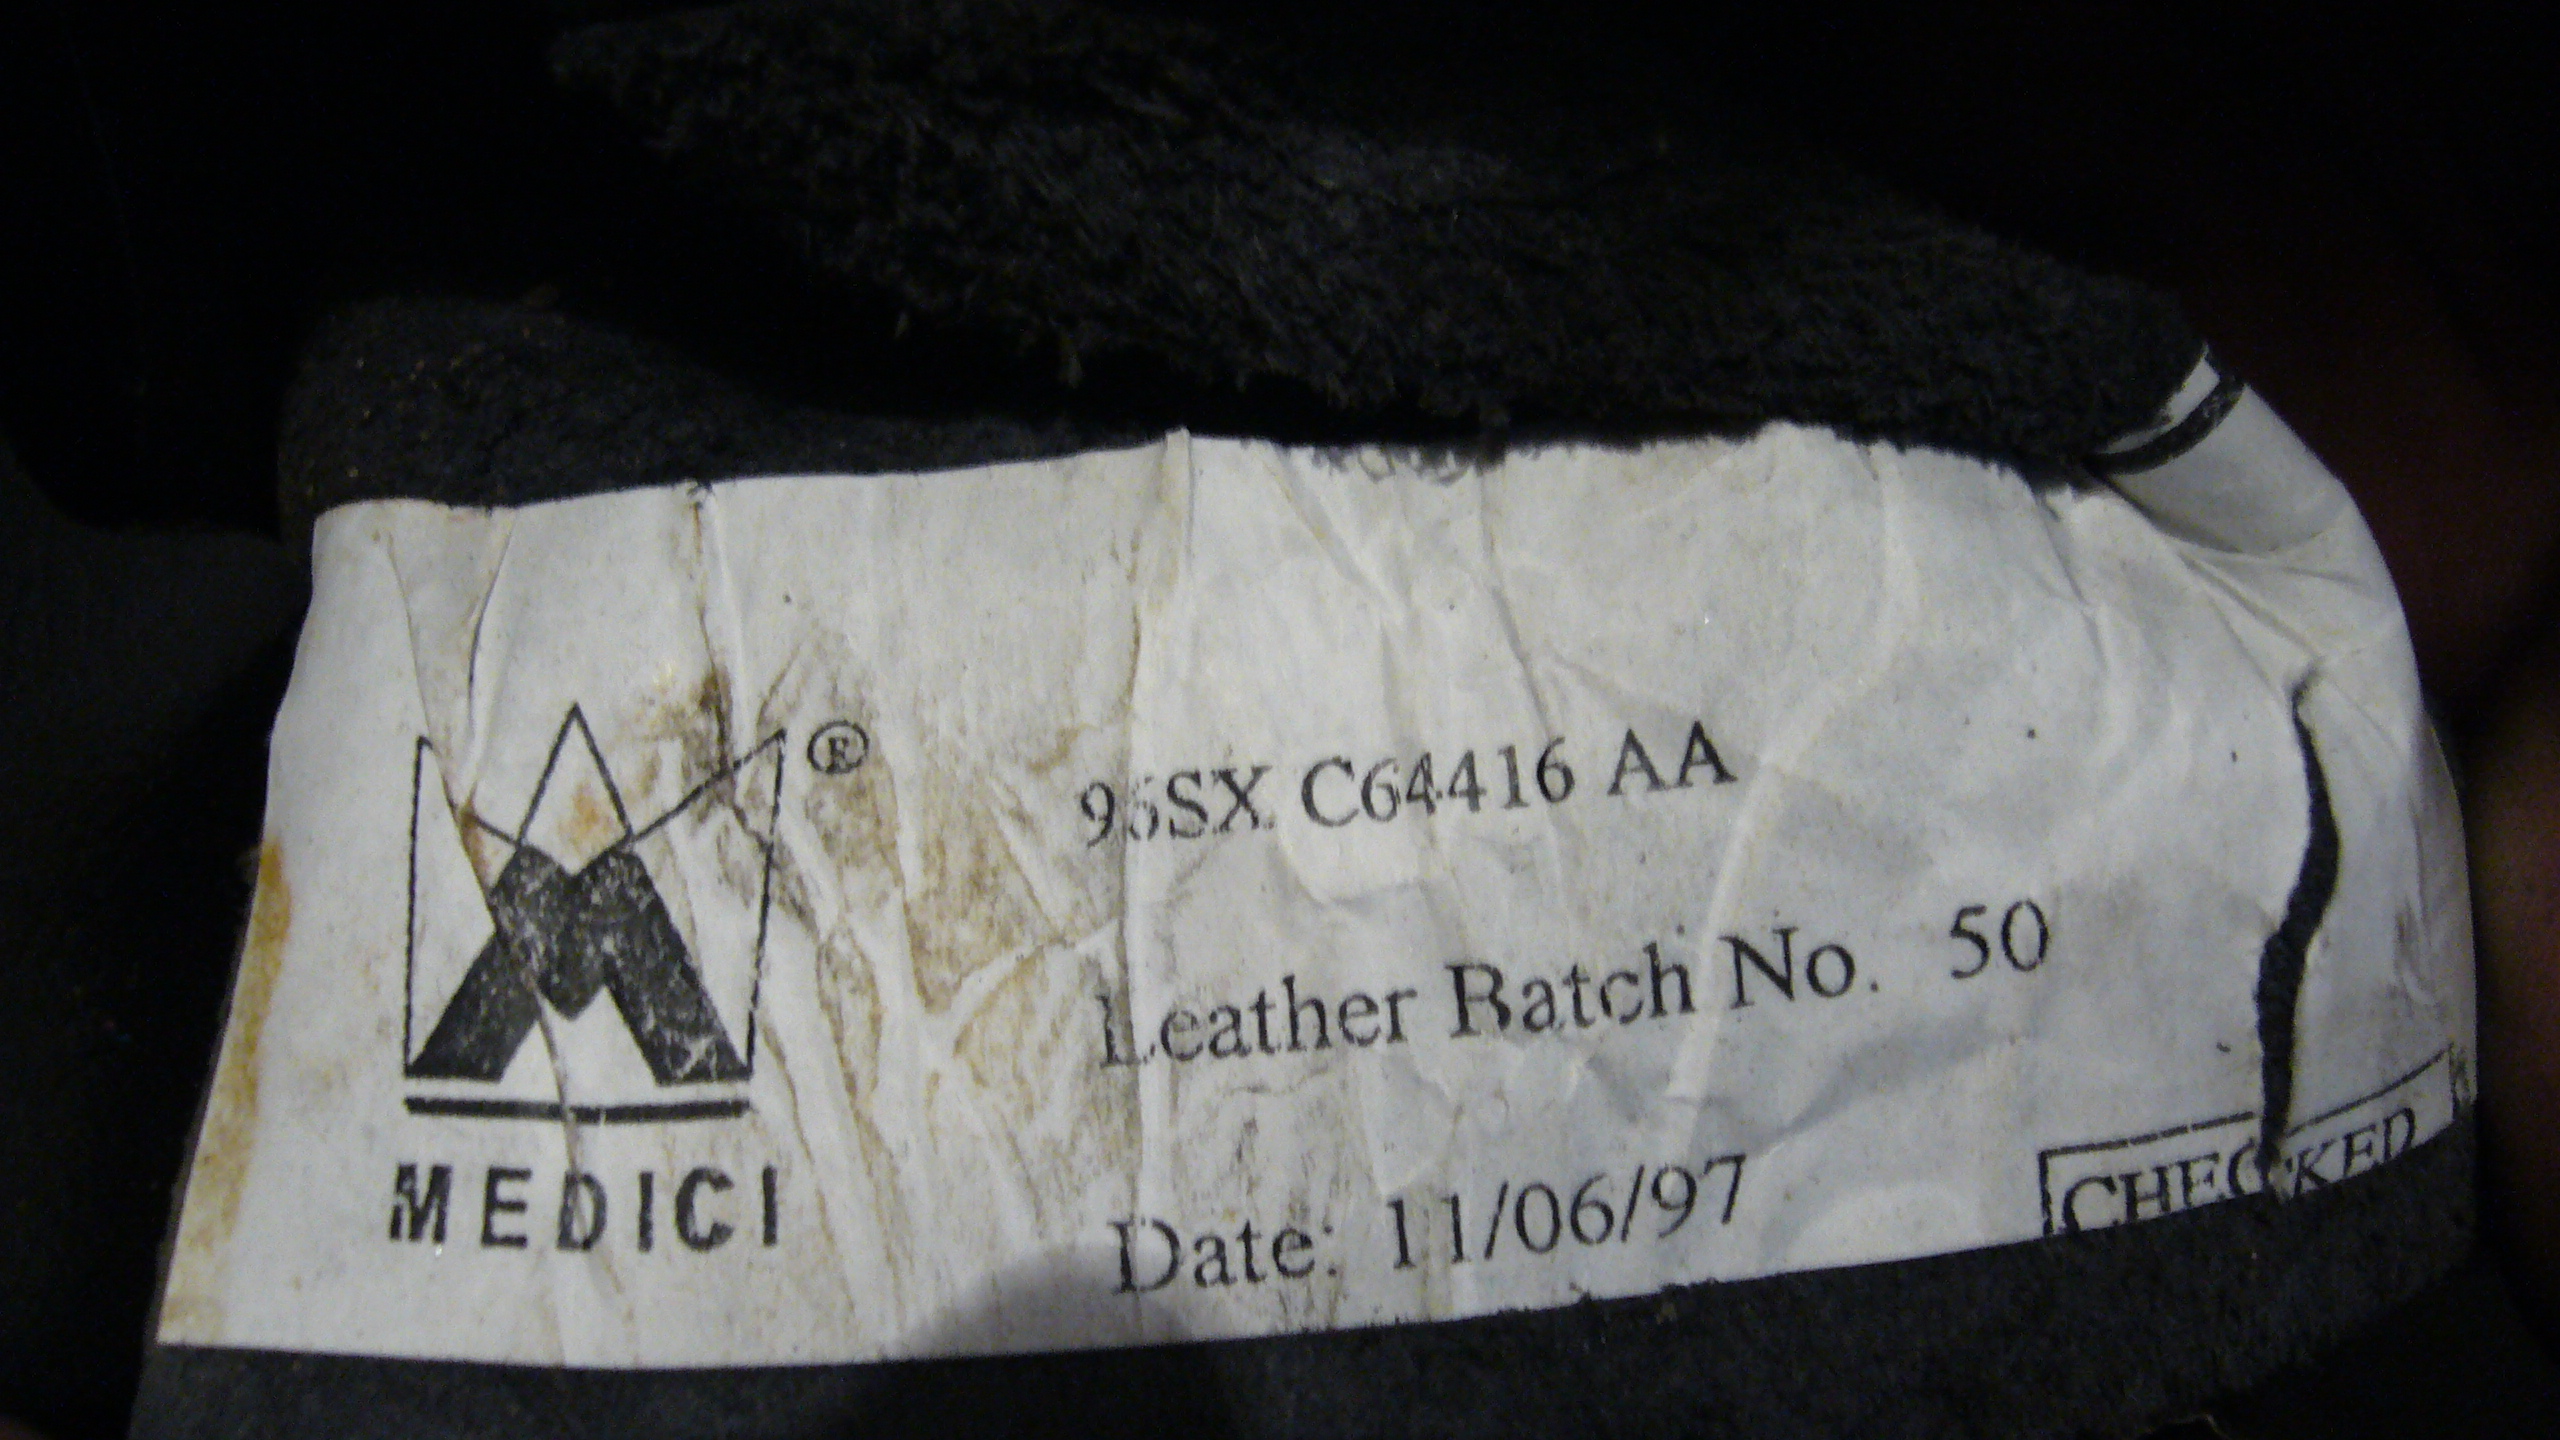 ®
MEDICI
96SX C64416 AA
Leather Batch No. 50
Date: 11/06/97
CHECKED